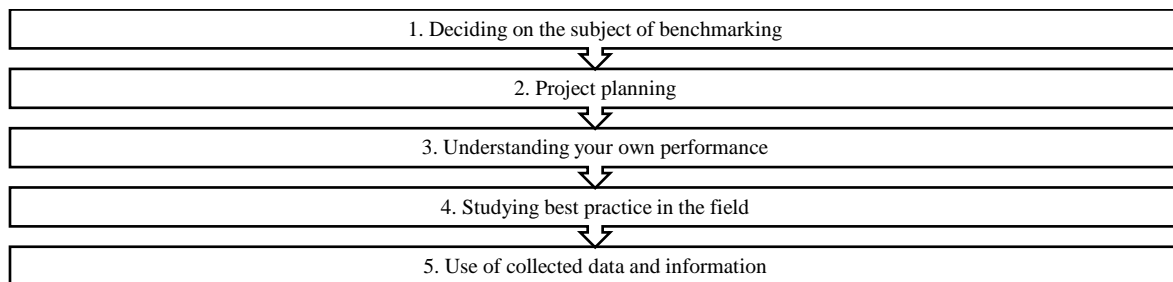 1. Deciding on the subject of benchmarking
2. Project planning
3. Understanding your own performance
4. Studying best practice in the field
5. Use of collected data and information